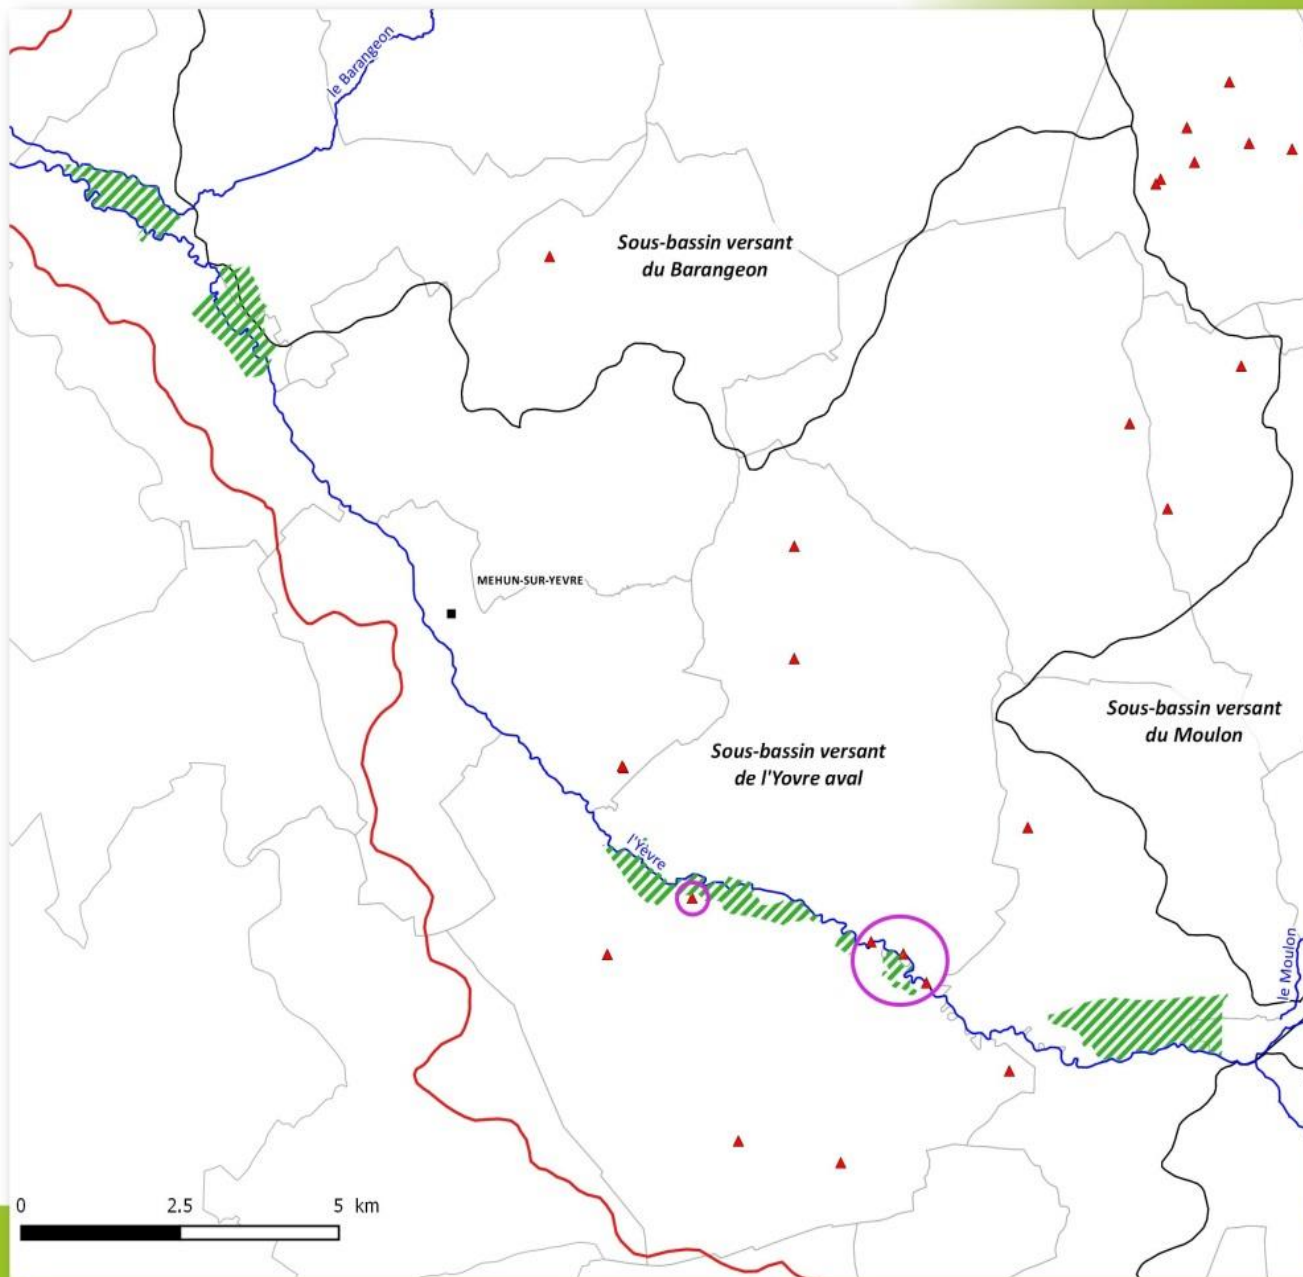 le Barangeon
Sous-bassin versant
du Barangeon
MEHUN-SUR-YEVRE
Sous-bassin versant
du Moulon
Sous-bassin versant
de l'Yovre aval
l'Yèvre
le Moulon
0 2.5 5 km